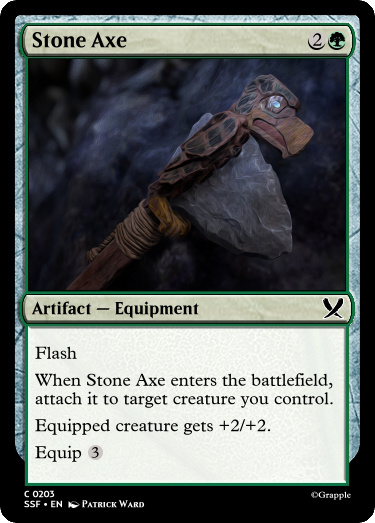 Stone Axe 2
Artifact — Equipment
Flash
When Stone Axe enters the battlefield,
attach it to target creature you control.
Equipped creature gets +2/+2.
Equip 3
C 0203
SSF • EN Patrick Ward
©Grapple